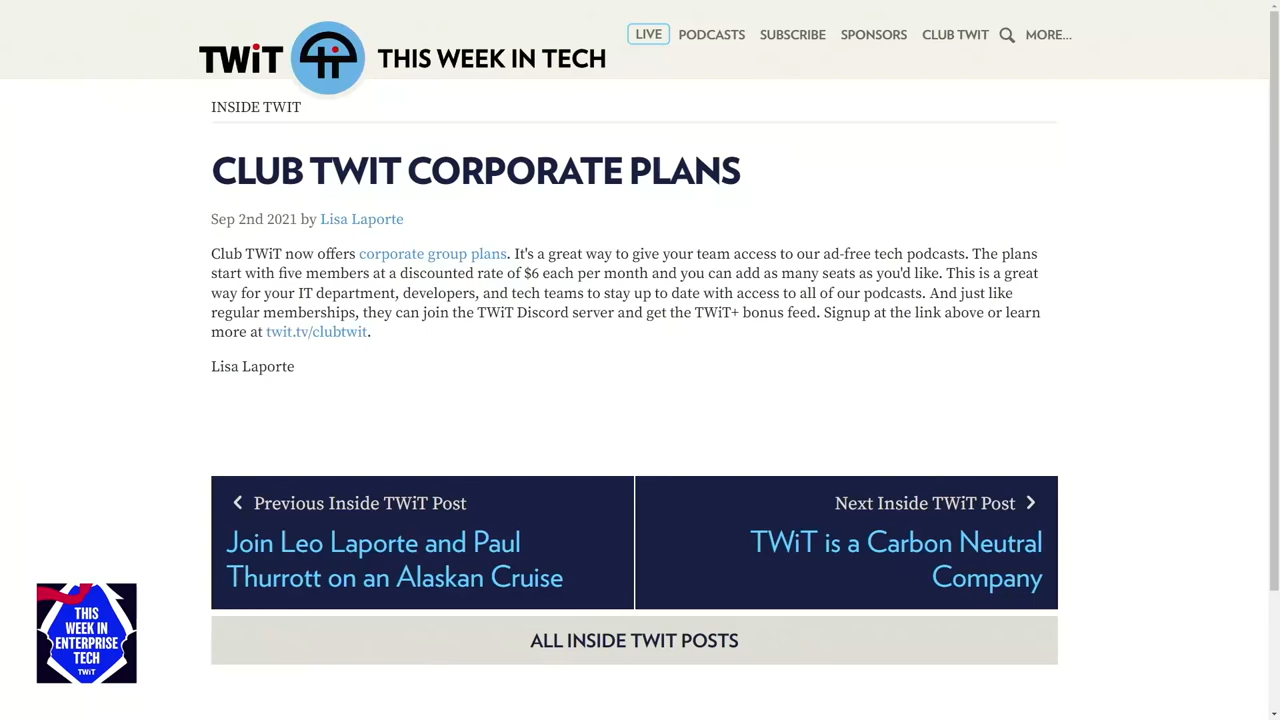 TWiT
THIS WEEK IN TECH
LIVE PODCASTS SUBSCRIBE SPONSORS CLUB TWIT MORE...
INSIDE TWIT
CLUB TWIT CORPORATE PLANS
Sep 2nd 2021 by Lisa Laporte
Club TWiT now offers corporate group plans. It's a great way to give your team access to our ad-free tech podcasts. The plans
start with five members at a discounted rate of $6 each per month and you can add as many seats as you'd like. This is a great
way for your IT department, developers, and tech teams to stay up to date with access to all of our podcasts. And just like
regular memberships, they can join the TWiT Discord server and get the TWiT+ bonus feed. Signup at the link above or learn
more at twit.tv/clubtwit.
Lisa Laporte
Previous Inside TWiT Post
Join Leo Laporte and Paul
Thurrott on an Alaskan Cruise
Next Inside TWiT Post
TWiT is a Carbon Neutral
Company
ALL INSIDE TWIT POSTS
THIS
WEEK IN
ENTERPRISE
TECH
TWiT